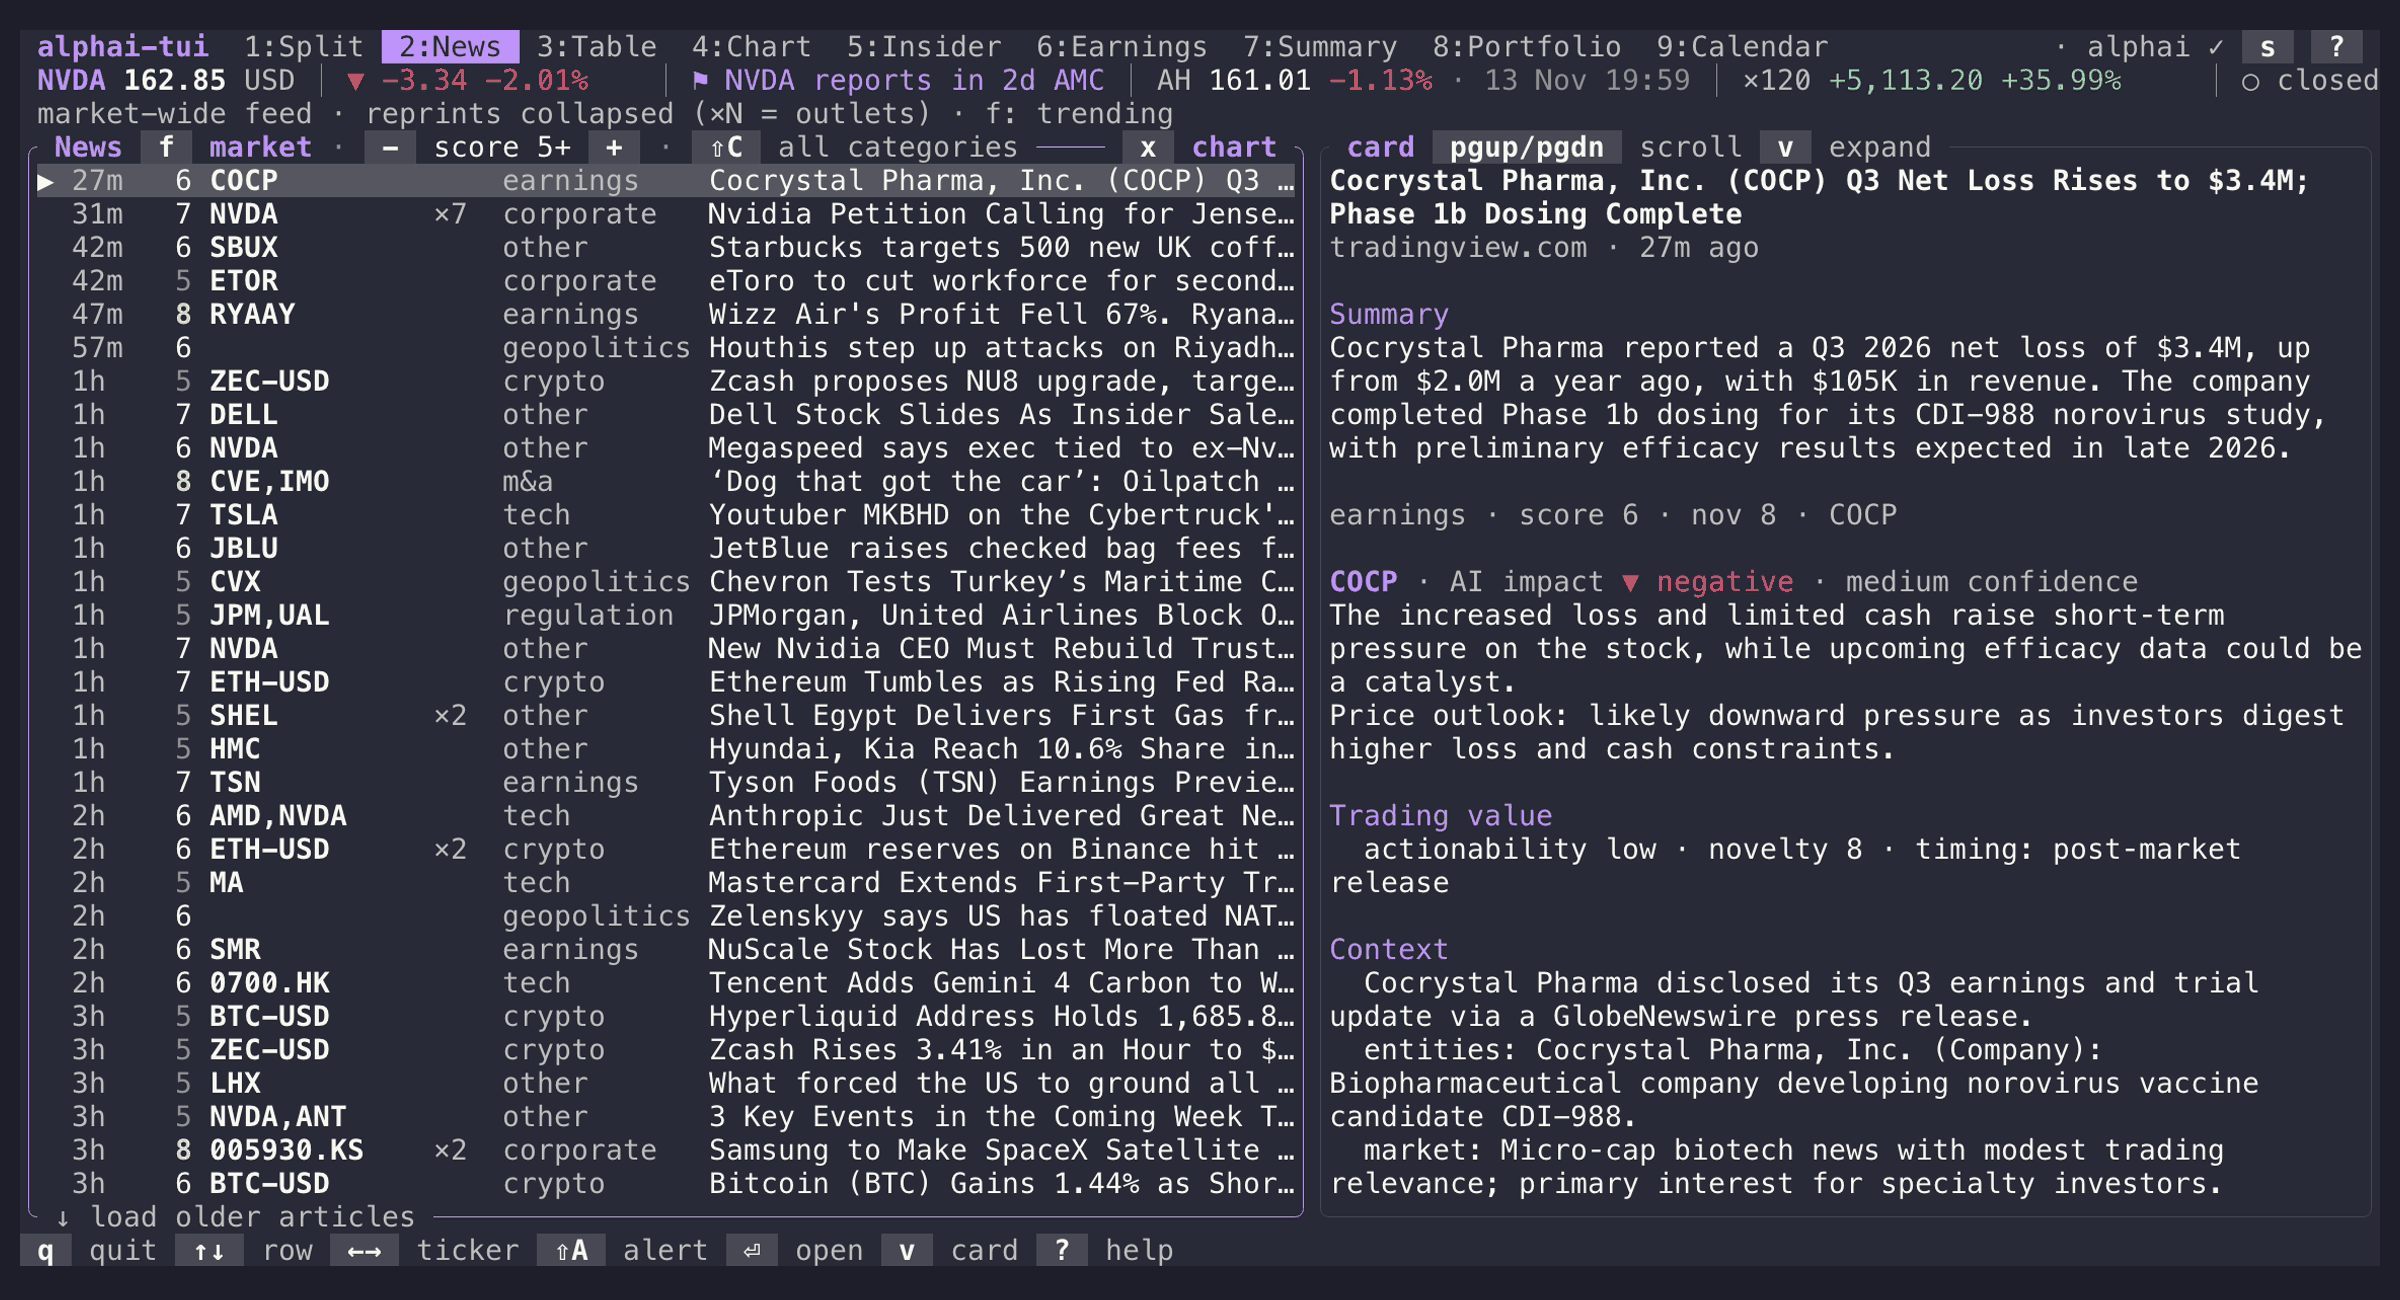 alphai-tui 1:Split 2:News 3:Table 4:Chart 5:Insider 6:Earnings 7:Summary 8:Portfolio 9:Calendar · alphai ✓ s ?
NVDA 162.85 USD │ ▼ −3.34 −2.01% │ ⚑ NVDA reports in 2d AMC │ AH 161.01 −1.13% · 13 Nov 19:59 │ ×120 +5,113.20 +35.99% │ ○ closed
market-wide feed · reprints collapsed (×N = outlets) · f: trending
News f market · − score 5+ + · ⇧C all categories x chart
▶ 27m 6 COCP earnings Cocrystal Pharma, Inc. (COCP) Q3 …
31m 7 NVDA ×7 corporate Nvidia Petition Calling for Jense…
42m 6 SBUX other Starbucks targets 500 new UK coff…
42m 5 ETOR corporate eToro to cut workforce for second…
47m 8 RYAAY earnings Wizz Air's Profit Fell 67%. Ryana…
57m 6 geopolitics Houthis step up attacks on Riyadh…
1h 5 ZEC−USD crypto Zcash proposes NU8 upgrade, targe…
1h 7 DELL other Dell Stock Slides As Insider Sale…
1h 6 NVDA other Megaspeed says exec tied to ex−Nv…
1h 8 CVE,IMO m&a ‘Dog that got the car’: Oilpatch …
1h 7 TSLA tech Youtuber MKBHD on the Cybertruck'…
1h 6 JBLU other JetBlue raises checked bag fees f…
1h 5 CVX geopolitics Chevron Tests Turkey’s Maritime C…
1h 5 JPM,UAL regulation JPMorgan, United Airlines Block O…
1h 7 NVDA other New Nvidia CEO Must Rebuild Trust…
1h 7 ETH−USD crypto Ethereum Tumbles as Rising Fed Ra…
1h 5 SHEL ×2 other Shell Egypt Delivers First Gas fr…
1h 5 HMC other Hyundai, Kia Reach 10.6% Share in…
1h 7 TSN earnings Tyson Foods (TSN) Earnings Previe…
2h 6 AMD,NVDA tech Anthropic Just Delivered Great Ne…
2h 6 ETH−USD ×2 crypto Ethereum reserves on Binance hit …
2h 5 MA tech Mastercard Extends First−Party Tr…
2h 6 geopolitics Zelenskyy says US has floated NAT…
2h 6 SMR earnings NuScale Stock Has Lost More Than …
2h 6 0700.HK tech Tencent Adds Gemini 4 Carbon to W…
3h 5 BTC−USD crypto Hyperliquid Address Holds 1,685.8…
3h 5 ZEC−USD crypto Zcash Rises 3.41% in an Hour to $…
3h 5 LHX other What forced the US to ground all …
3h 5 NVDA,ANT other 3 Key Events in the Coming Week T…
3h 8 005930.KS ×2 corporate Samsung to Make SpaceX Satellite …
3h 6 BTC−USD crypto Bitcoin (BTC) Gains 1.44% as Shor…
↓ load older articles
card pgup/pgdn scroll v expand
Cocrystal Pharma, Inc. (COCP) Q3 Net Loss Rises to $3.4M;
Phase 1b Dosing Complete
tradingview.com · 27m ago
Summary
Cocrystal Pharma reported a Q3 2026 net loss of $3.4M, up
from $2.0M a year ago, with $105K in revenue. The company
completed Phase 1b dosing for its CDI−988 norovirus study,
with preliminary efficacy results expected in late 2026.
earnings · score 6 · nov 8 · COCP
COCP · AI impact ▼ negative · medium confidence
The increased loss and limited cash raise short-term
pressure on the stock, while upcoming efficacy data could be
a catalyst.
Price outlook: likely downward pressure as investors digest
higher loss and cash constraints.
Trading value
actionability low · novelty 8 · timing: post-market
release
Context
Cocrystal Pharma disclosed its Q3 earnings and trial
update via a GlobeNewswire press release.
entities: Cocrystal Pharma, Inc. (Company):
Biopharmaceutical company developing norovirus vaccine
candidate CDI−988.
market: Micro-cap biotech news with modest trading
relevance; primary interest for specialty investors.
q quit ↑↓ row ←→ ticker ⇧A alert ⏎ open v card ? help